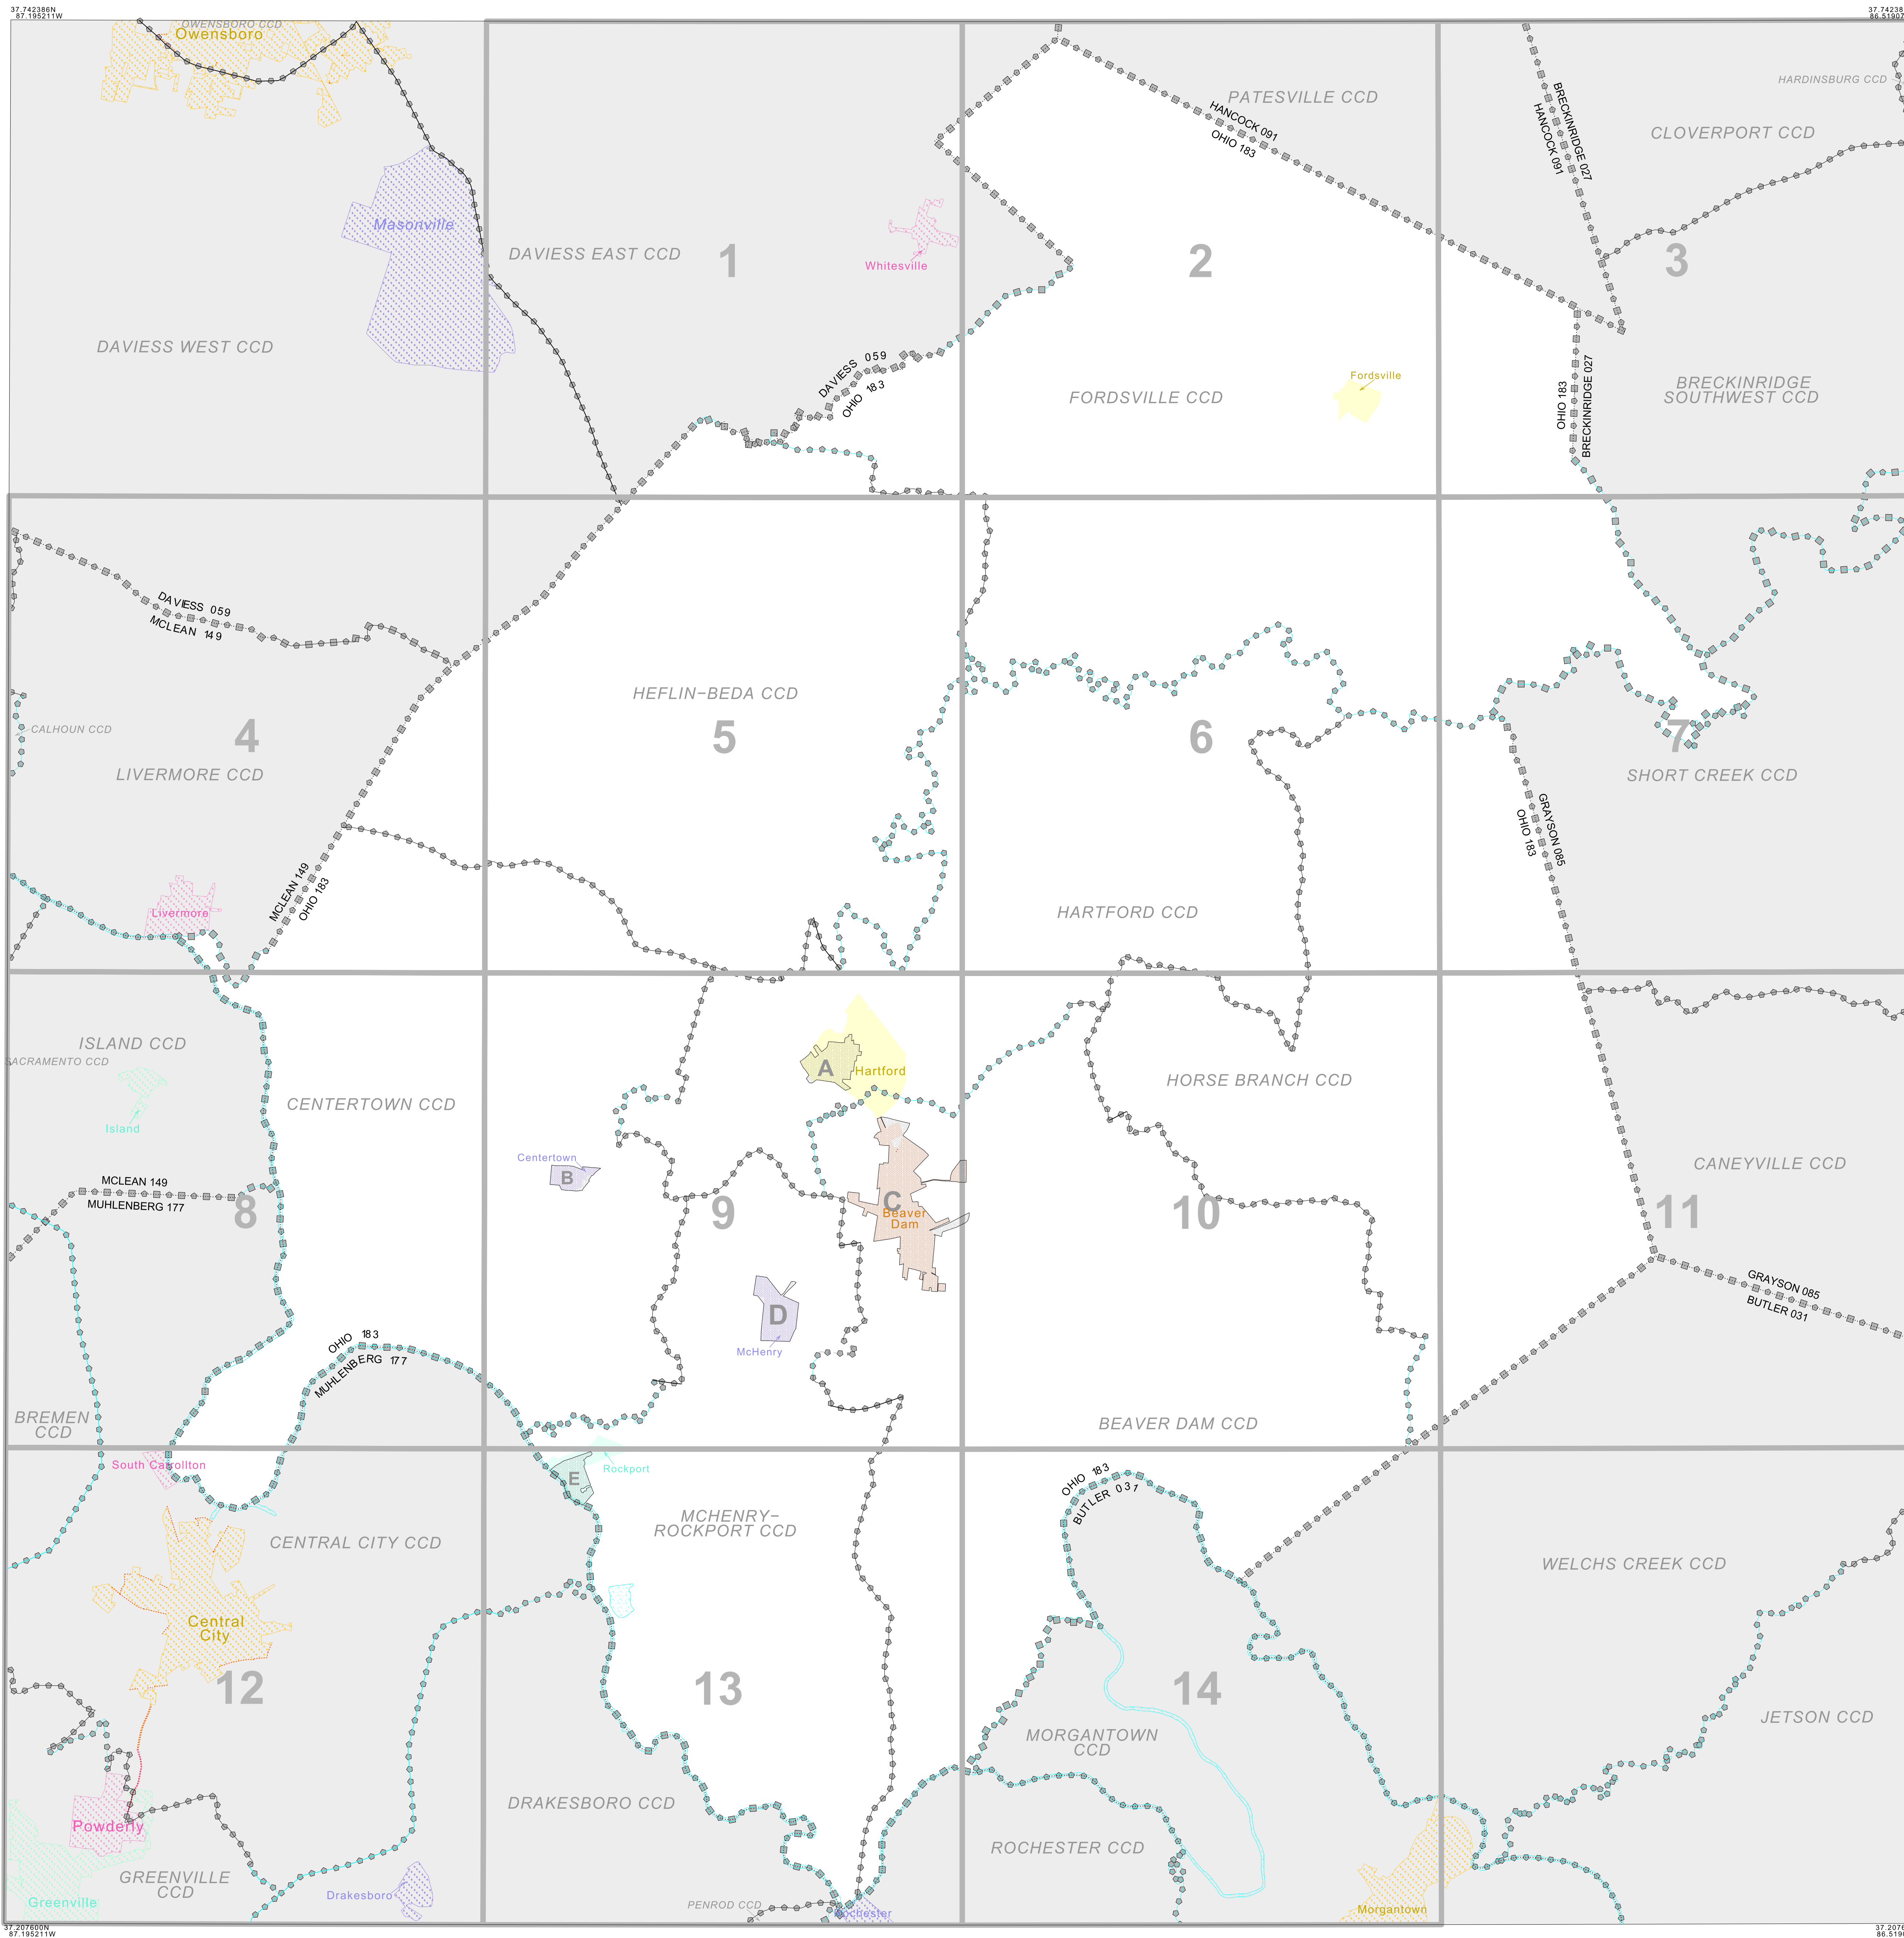 37.742386N
87.195211W
37.74238
86.51907
OWENSBORO CCD
Owensboro
HARDINSBURG CCD
PATESVILLE CCD
CLOVERPORT CCD
HANCOCK 091
OHIO 183
BRECKINRIDGE 027
HANCOCK 091
Masonville
DAVIESS EAST CCD
1
Whitesville
2
3
DAVIESS WEST CCD
DAVIESS 059
OHIO 183
FORDSVILLE CCD
Fordsville
OHIO 183
BRECKINRIDGE 027
BRECKINRIDGE
SOUTHWEST CCD
DAVIESS 059
MCLEAN 149
HEFLIN-BEDA CCD
CALHOUN CCD
4
5
6
7
LIVERMORE CCD
SHORT CREEK CCD
GRAYSON 085
OHIO 183
Livermore
MCLEAN 149
OHIO 183
HARTFORD CCD
ISLAND CCD
SACRAMENTO CCD
A
Hartford
HORSE BRANCH CCD
CENTERTOWN CCD
Island
Centertown
B
CANEYVILLE CCD
MCLEAN 149
MUHLENBERG 177
8
9
C
Beaver
Dam
10
11
GRAYSON 085
BUTLER 031
D
McHenry
OHIO 183
MUHLENBERG 177
BREMEN
CCD
BEAVER DAM CCD
South Carrollton
E
Rockport
OHIO 183
BUTLER 031
MCHENRY-
ROCKPORT CCD
CENTRAL CITY CCD
WELCHS CREEK CCD
Central
City
12
13
14
MORGANTOWN
CCD
JETSON CCD
DRAKESBORO CCD
Powderly
ROCHESTER CCD
GREENVILLE
CCD
Greenville
Drakesboro
PENROD CCD
Rochester
Morgantown
37.207600N
87.195211W
37.2076
86.5190